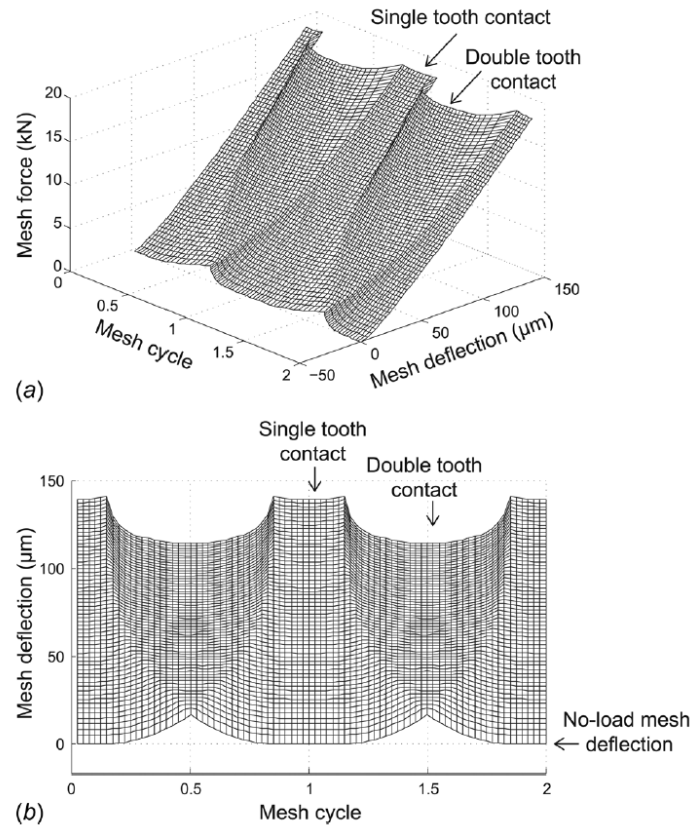 Single tooth contact
Double tooth
contact
20
15
10
5
0
Mesh force (kN)
0
0.5
1
1.5
2
Mesh cycle
−50
0
50
100
150
Mesh deflection (µm)
(a)
Single tooth
contact
Double tooth
contact
150
100
50
0
Mesh deflection (µm)
No-load mesh
deflection
0
0.5
1
1.5
2
Mesh cycle
(b)